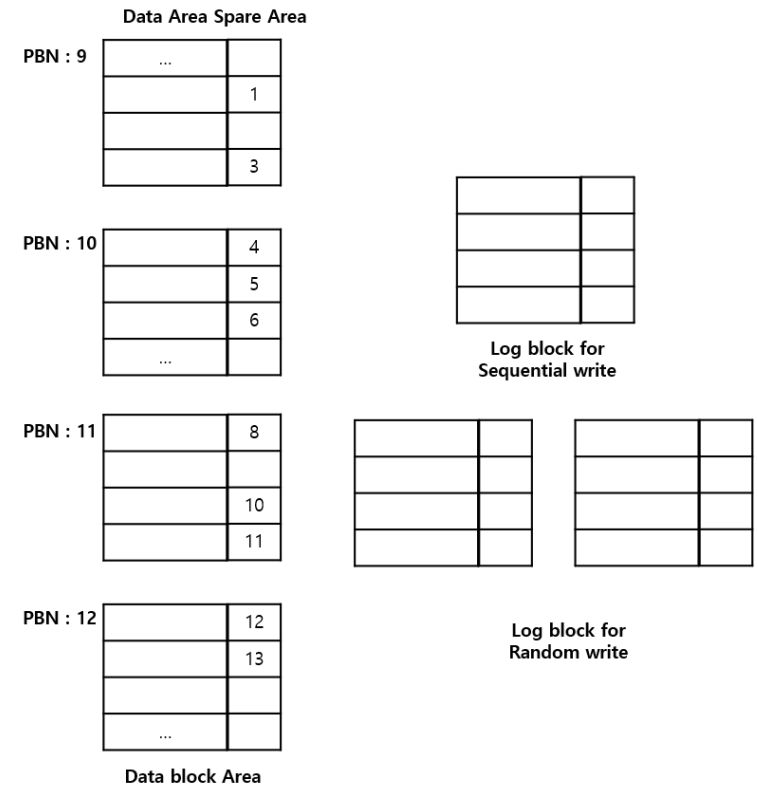 Data Area Spare Area
PBN : 9
...
1
3
PBN : 10
4
5
6
...
Log block for
Sequential write
PBN : 11
8
10
11
PBN : 12
12
13
...
Log block for
Random write
Data block Area